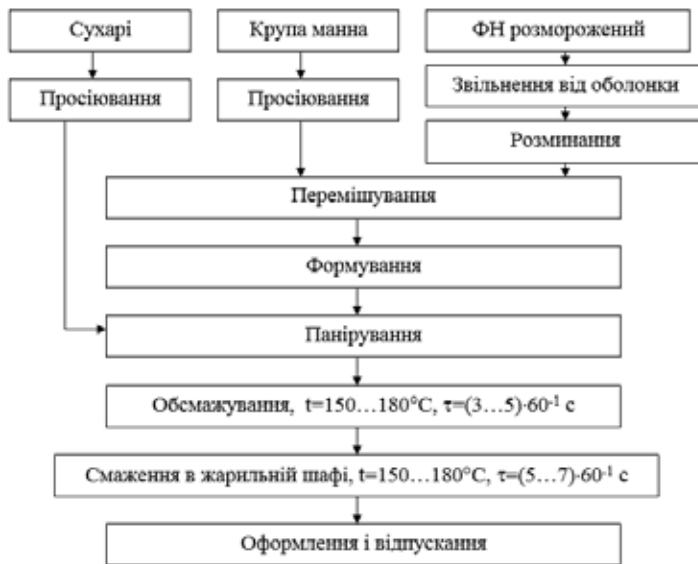 Сухарі
Крупа манна
ФН розморожений
Просіювання
Просіювання
Звільнення від оболонки
Розминання
Перемішування
Формування
Панірування
Обсмажування, t=150…180°C, τ=(3…5)·60⁻¹ с
Смаження в жарильній шафі, t=150…180°C, τ=(5…7)·60⁻¹ с
Оформлення і відпускання